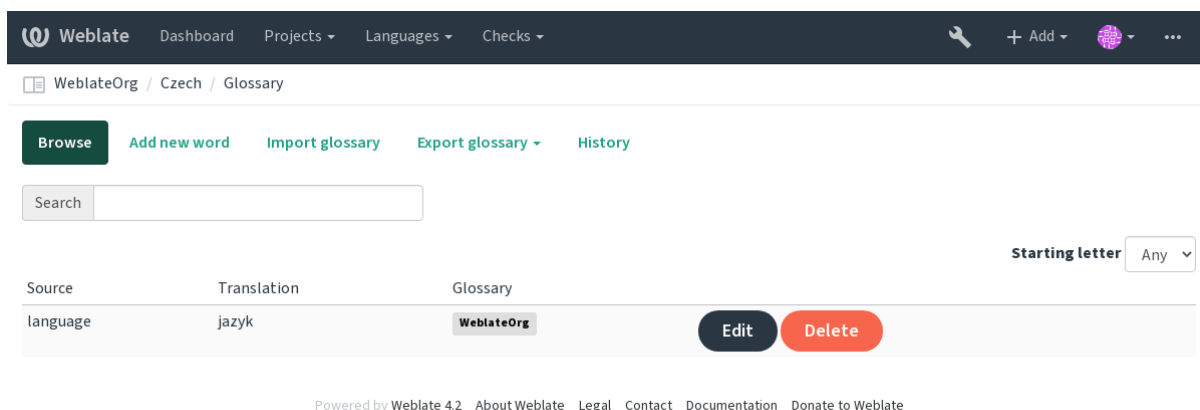 Weblate Dashboard Projects Languages Checks + Add ...
WeblateOrg / Czech / Glossary
Browse Add new word Import glossary Export glossary History
Search
Starting letter Any
Source Translation Glossary
language jazyk WeblateOrg Edit Delete
Powered by Weblate 4.2 About Weblate Legal Contact Documentation Donate to Weblate